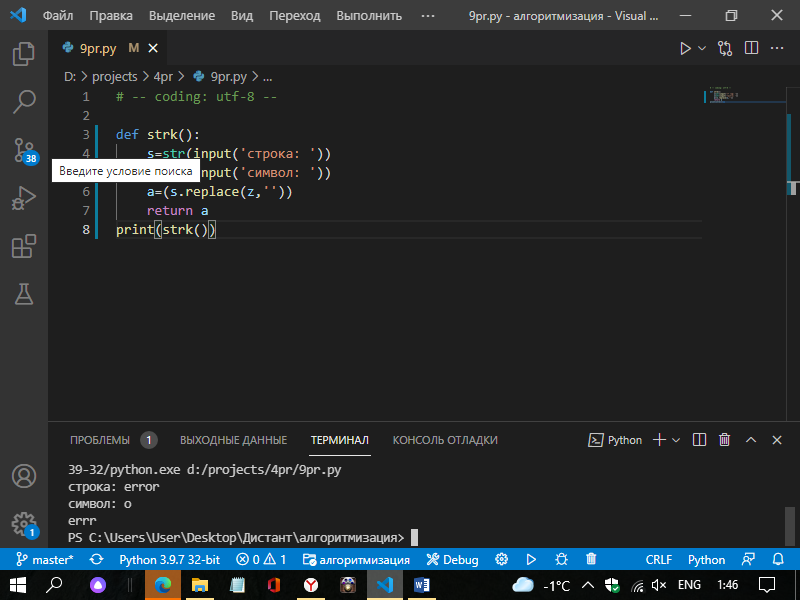 Файл Правка Выделение Вид Переход Выполнить ··· 9pr.py - алгоритмизация - Visual ...
9pr.py M
D: > projects > 4pr > 9pr.py > ...
1 # -- coding: utf-8 --
2
3 def strk():
4 s=str(input('строка: '))
Введите условие поиска input('символ: '))
6 a=(s.replace(z,''))
7 return a
8 print(strk())
38
ПРОБЛЕМЫ 1 ВЫХОДНЫЕ ДАННЫЕ ТЕРМИНАЛ КОНСОЛЬ ОТЛАДКИ Python
39-32/python.exe d:/projects/4pr/9pr.py
строка: error
символ: o
errr
PS C:\Users\User\Desktop\Дистант\алгоритмизация>
1
master* Python 3.9.7 32-bit 0 1 алгоритмизация Debug CRLF Python
-1°C ENG 1:46